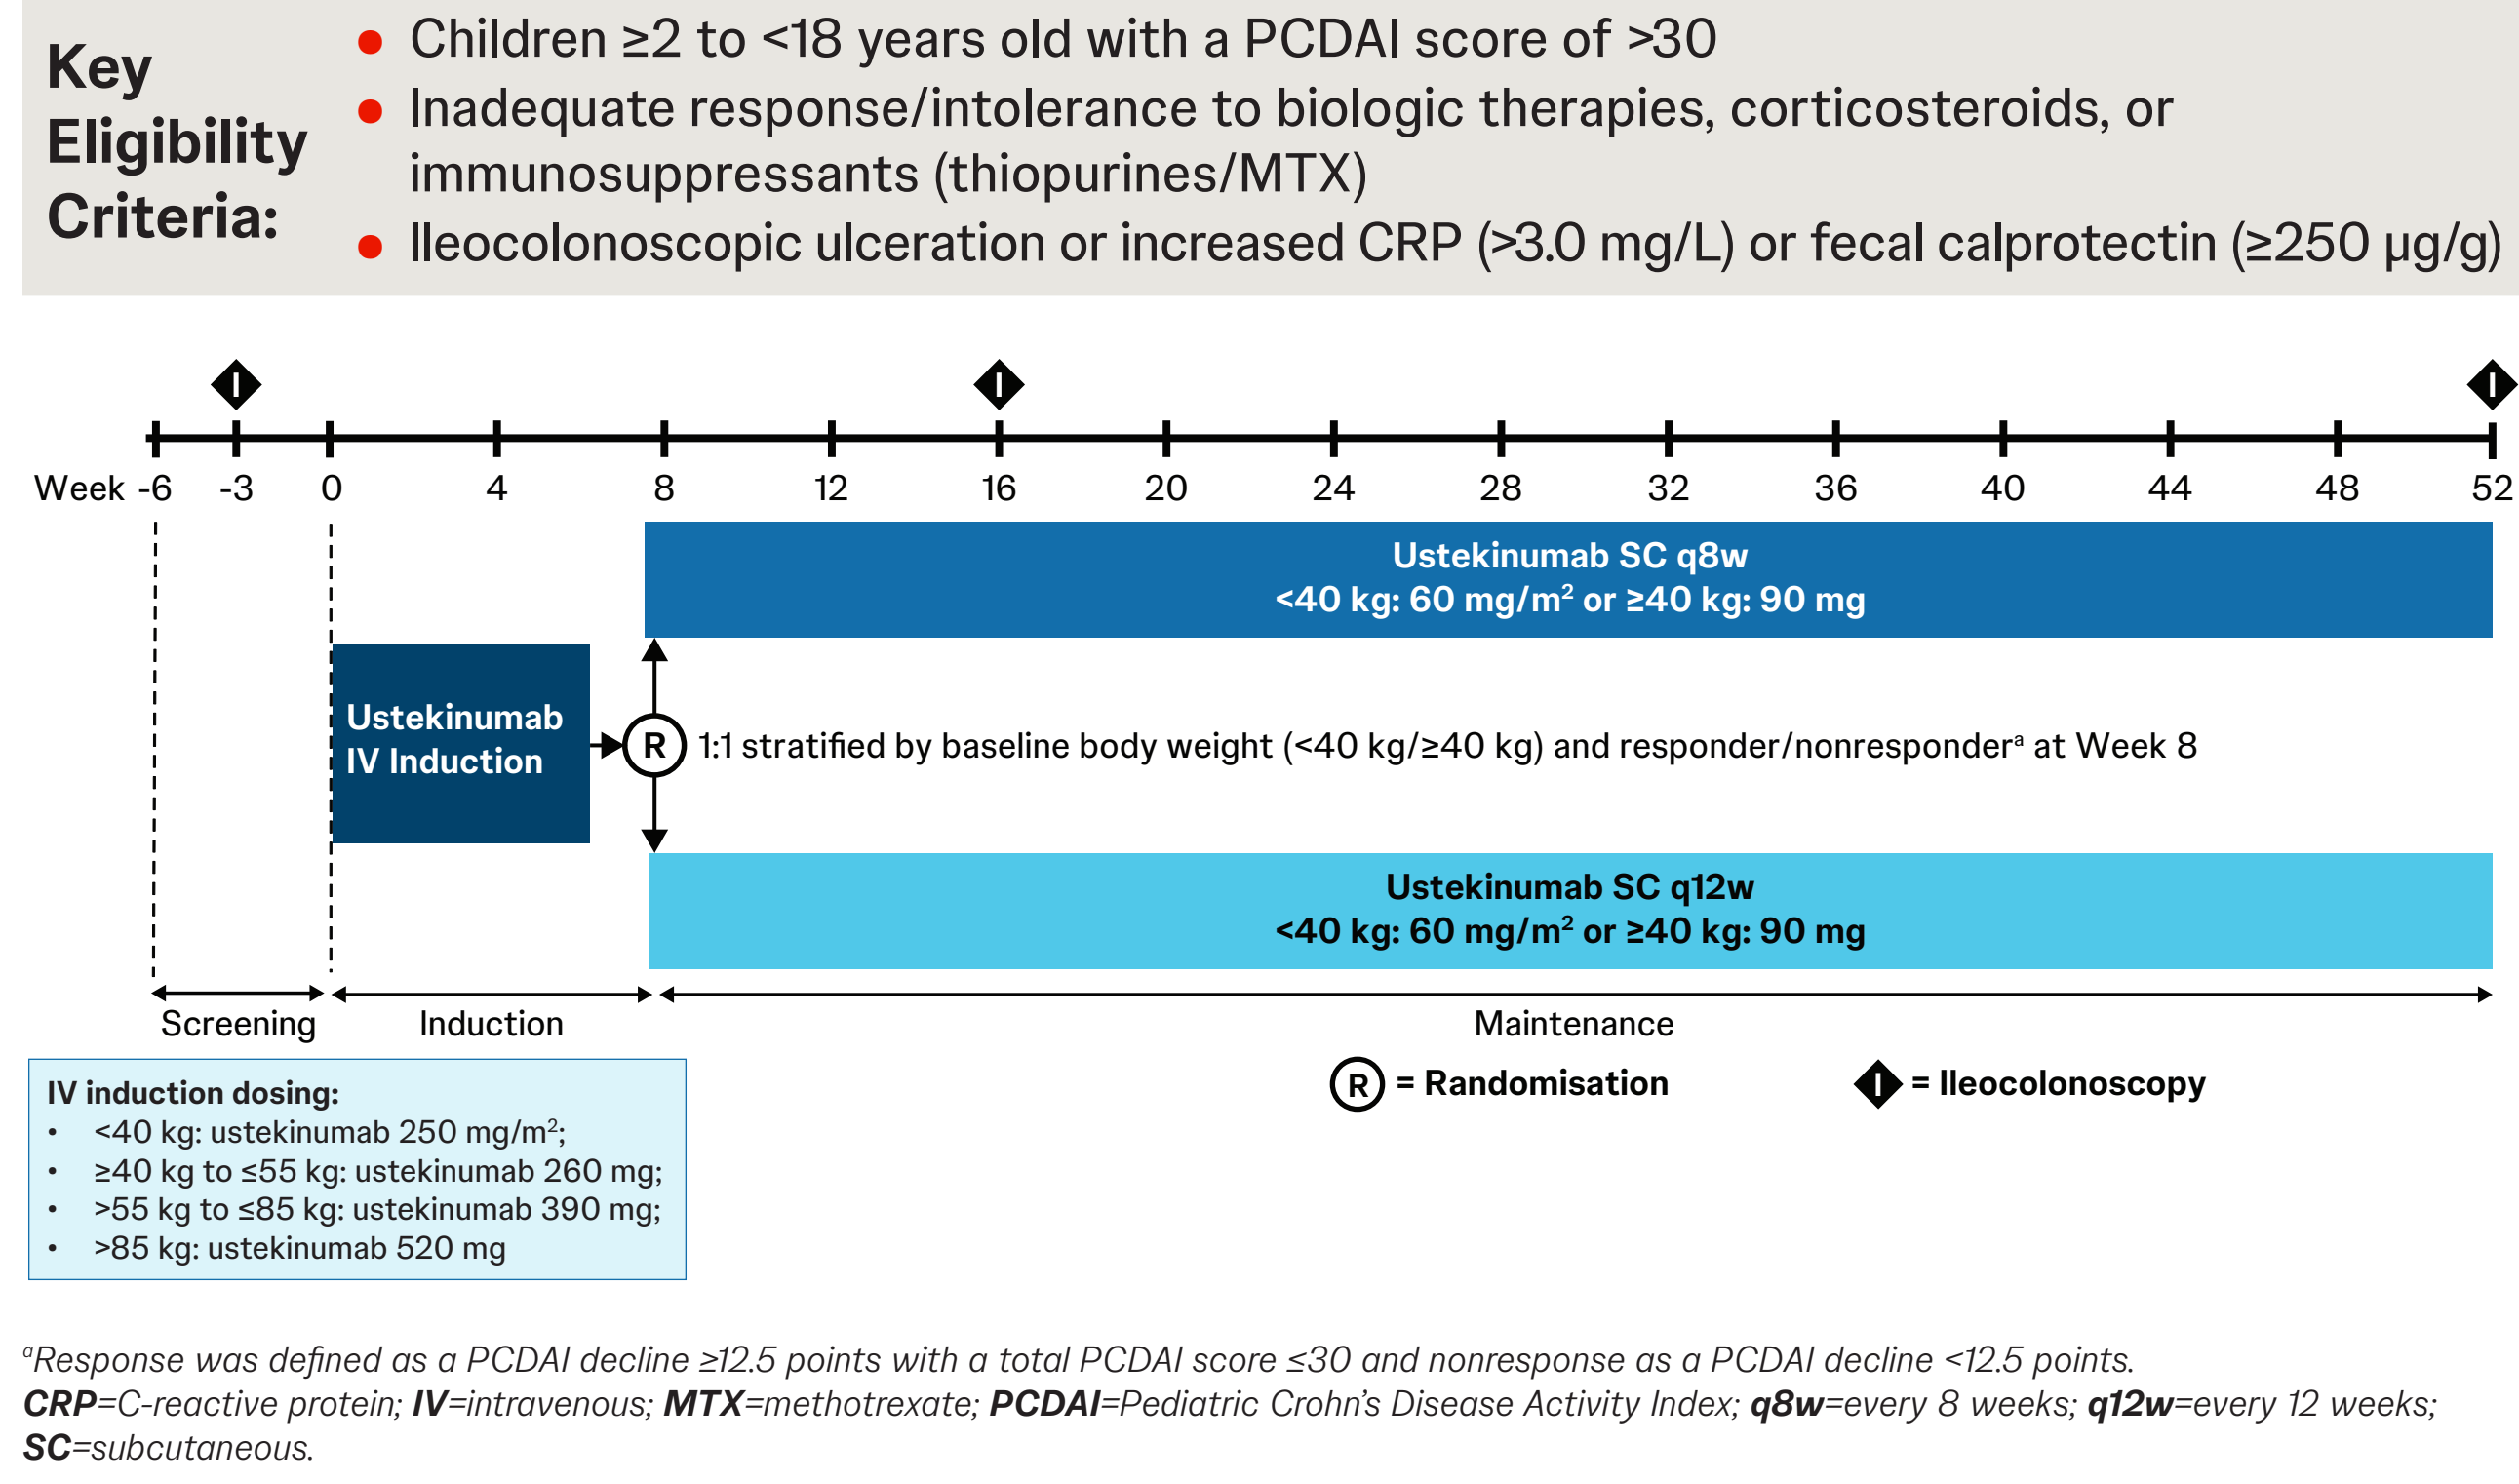 Key
Eligibility
Criteria:
● Children ≥2 to <18 years old with a PCDAI score of >30
● Inadequate response/intolerance to biologic therapies, corticosteroids, or
immunosuppressants (thiopurines/MTX)
● Ileocolonoscopic ulceration or increased CRP (>3.0 mg/L) or fecal calprotectin (≥250 µg/g)
I I I
Week -6 -3 0 4 8 12 16 20 24 28 32 36 40 44 48 52
Ustekinumab SC q8w
<40 kg: 60 mg/m² or ≥40 kg: 90 mg
Ustekinumab
IV Induction
R 1:1 stratified by baseline body weight (<40 kg/≥40 kg) and responder/nonresponderᵃ at Week 8
Ustekinumab SC q12w
<40 kg: 60 mg/m² or ≥40 kg: 90 mg
Screening Induction Maintenance
R = Randomisation I = Ileocolonoscopy
IV induction dosing:
• <40 kg: ustekinumab 250 mg/m²;
• ≥40 kg to ≤55 kg: ustekinumab 260 mg;
• >55 kg to ≤85 kg: ustekinumab 390 mg;
• >85 kg: ustekinumab 520 mg
ᵃResponse was defined as a PCDAI decline ≥12.5 points with a total PCDAI score ≤30 and nonresponse as a PCDAI decline <12.5 points.
CRP=C-reactive protein; IV=intravenous; MTX=methotrexate; PCDAI=Pediatric Crohn's Disease Activity Index; q8w=every 8 weeks; q12w=every 12 weeks;
SC=subcutaneous.